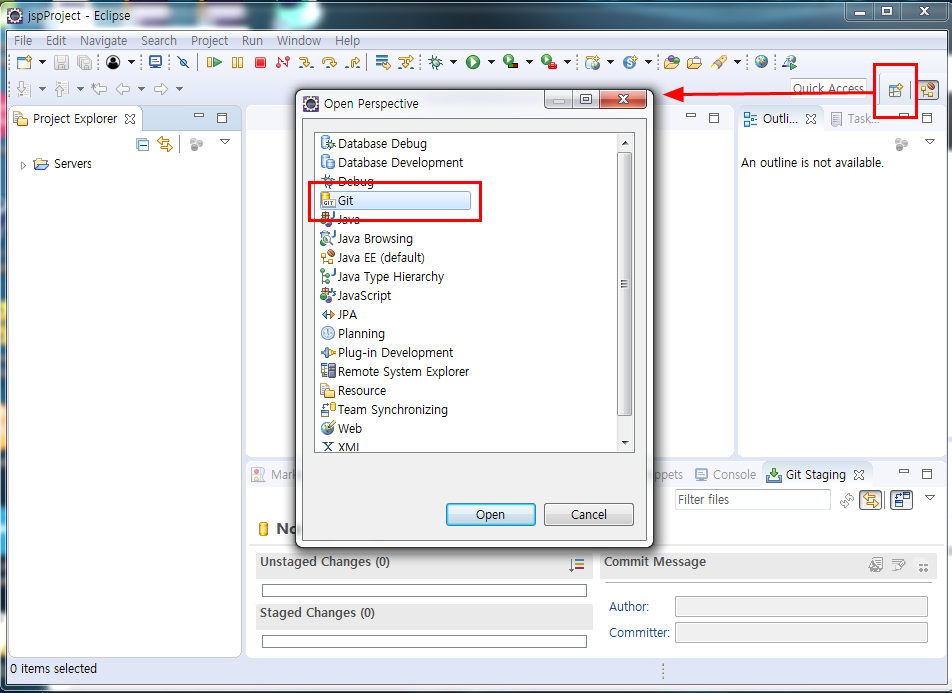 jspProject - Eclipse
File Edit Navigate Search Project Run Window Help
Quick Access
Project Explorer
Servers
Open Perspective
Database Debug
Database Development
Debug
GIT Git
Java
Java Browsing
Java EE (default)
Java Type Hierarchy
JavaScript
JPA
Planning
Plug-in Development
Remote System Explorer
Resource
Team Synchronizing
Web
XML
Open Cancel
Outli... Task...
An outline is not available.
Mark ppets Console Git Staging
Filter files
No
Unstaged Changes (0)
Staged Changes (0)
Commit Message
Author:
Committer:
0 items selected